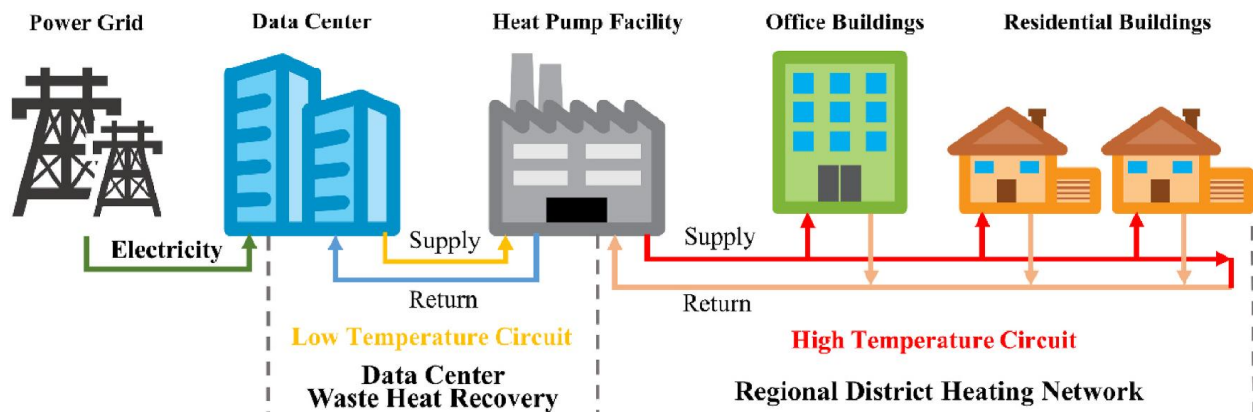 Power Grid
Data Center
Heat Pump Facility
Office Buildings
Residential Buildings
Electricity
Supply
Return
Supply
Return
Low Temperature Circuit
High Temperature Circuit
Data Center
Waste Heat Recovery
Regional District Heating Network